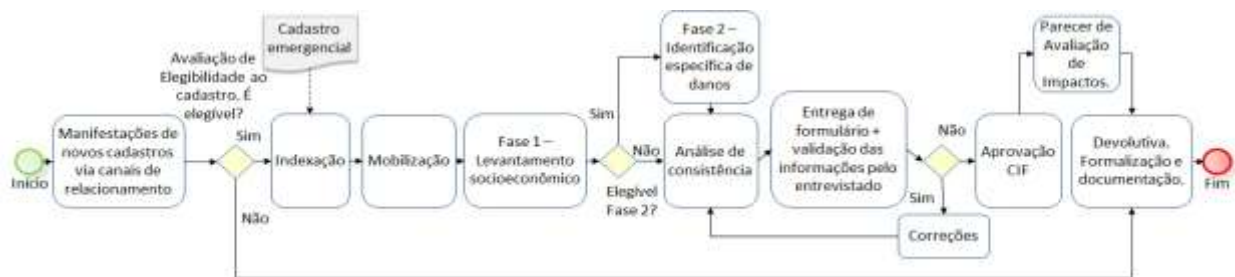 Início
Manifestações de
novos cadastros
via canais de
relacionamento
Avaliação de
Elegibilidade ao
cadastro. É
elegível?
Sim
Não
Cadastro
emergencial
Indexação
Mobilização
Fase 1 –
Levantamento
socioeconômico
Sim
Não
Elegível
Fase 2?
Fase 2 –
Identificação
específica de
danos
Análise de
consistência
Entrega de
formulário +
validação das
informações pelo
entrevistado
Não
Sim
Correções
Aprovação
CIF
Parecer de
Avaliação
de
Impactos.
Devolutiva.
Formalização e
documentação.
Fim